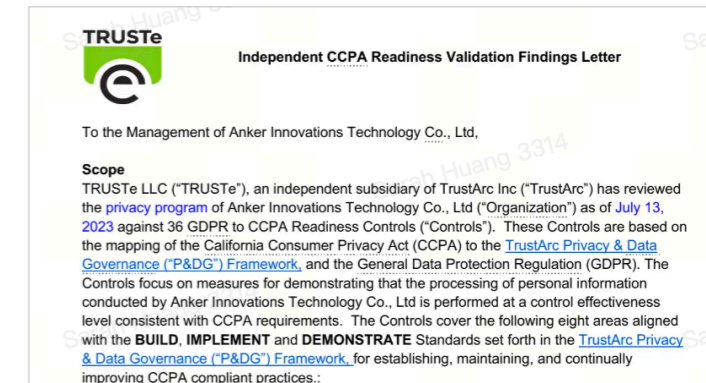 TRUSTe
Independent CCPA Readiness Validation Findings Letter
To the Management of Anker Innovations Technology Co., Ltd,
Scope
TRUSTe LLC (“TRUSTe”), an independent subsidiary of TrustArc Inc (“TrustArc”) has reviewed
the privacy program of Anker Innovations Technology Co., Ltd (“Organization”) as of July 13,
2023 against 36 GDPR to CCPA Readiness Controls (“Controls”). These Controls are based on
the mapping of the California Consumer Privacy Act (CCPA) to the TrustArc Privacy & Data
Governance (“P&DG”) Framework, and the General Data Protection Regulation (GDPR). The
Controls focus on measures for demonstrating that the processing of personal information
conducted by Anker Innovations Technology Co., Ltd is performed at a control effectiveness
level consistent with CCPA requirements. The Controls cover the following eight areas aligned
with the BUILD, IMPLEMENT and DEMONSTRATE Standards set forth in the TrustArc Privacy
& Data Governance (“P&DG”) Framework, for establishing, maintaining, and continually
improving CCPA compliant practices.:
Sarah Huang 3314